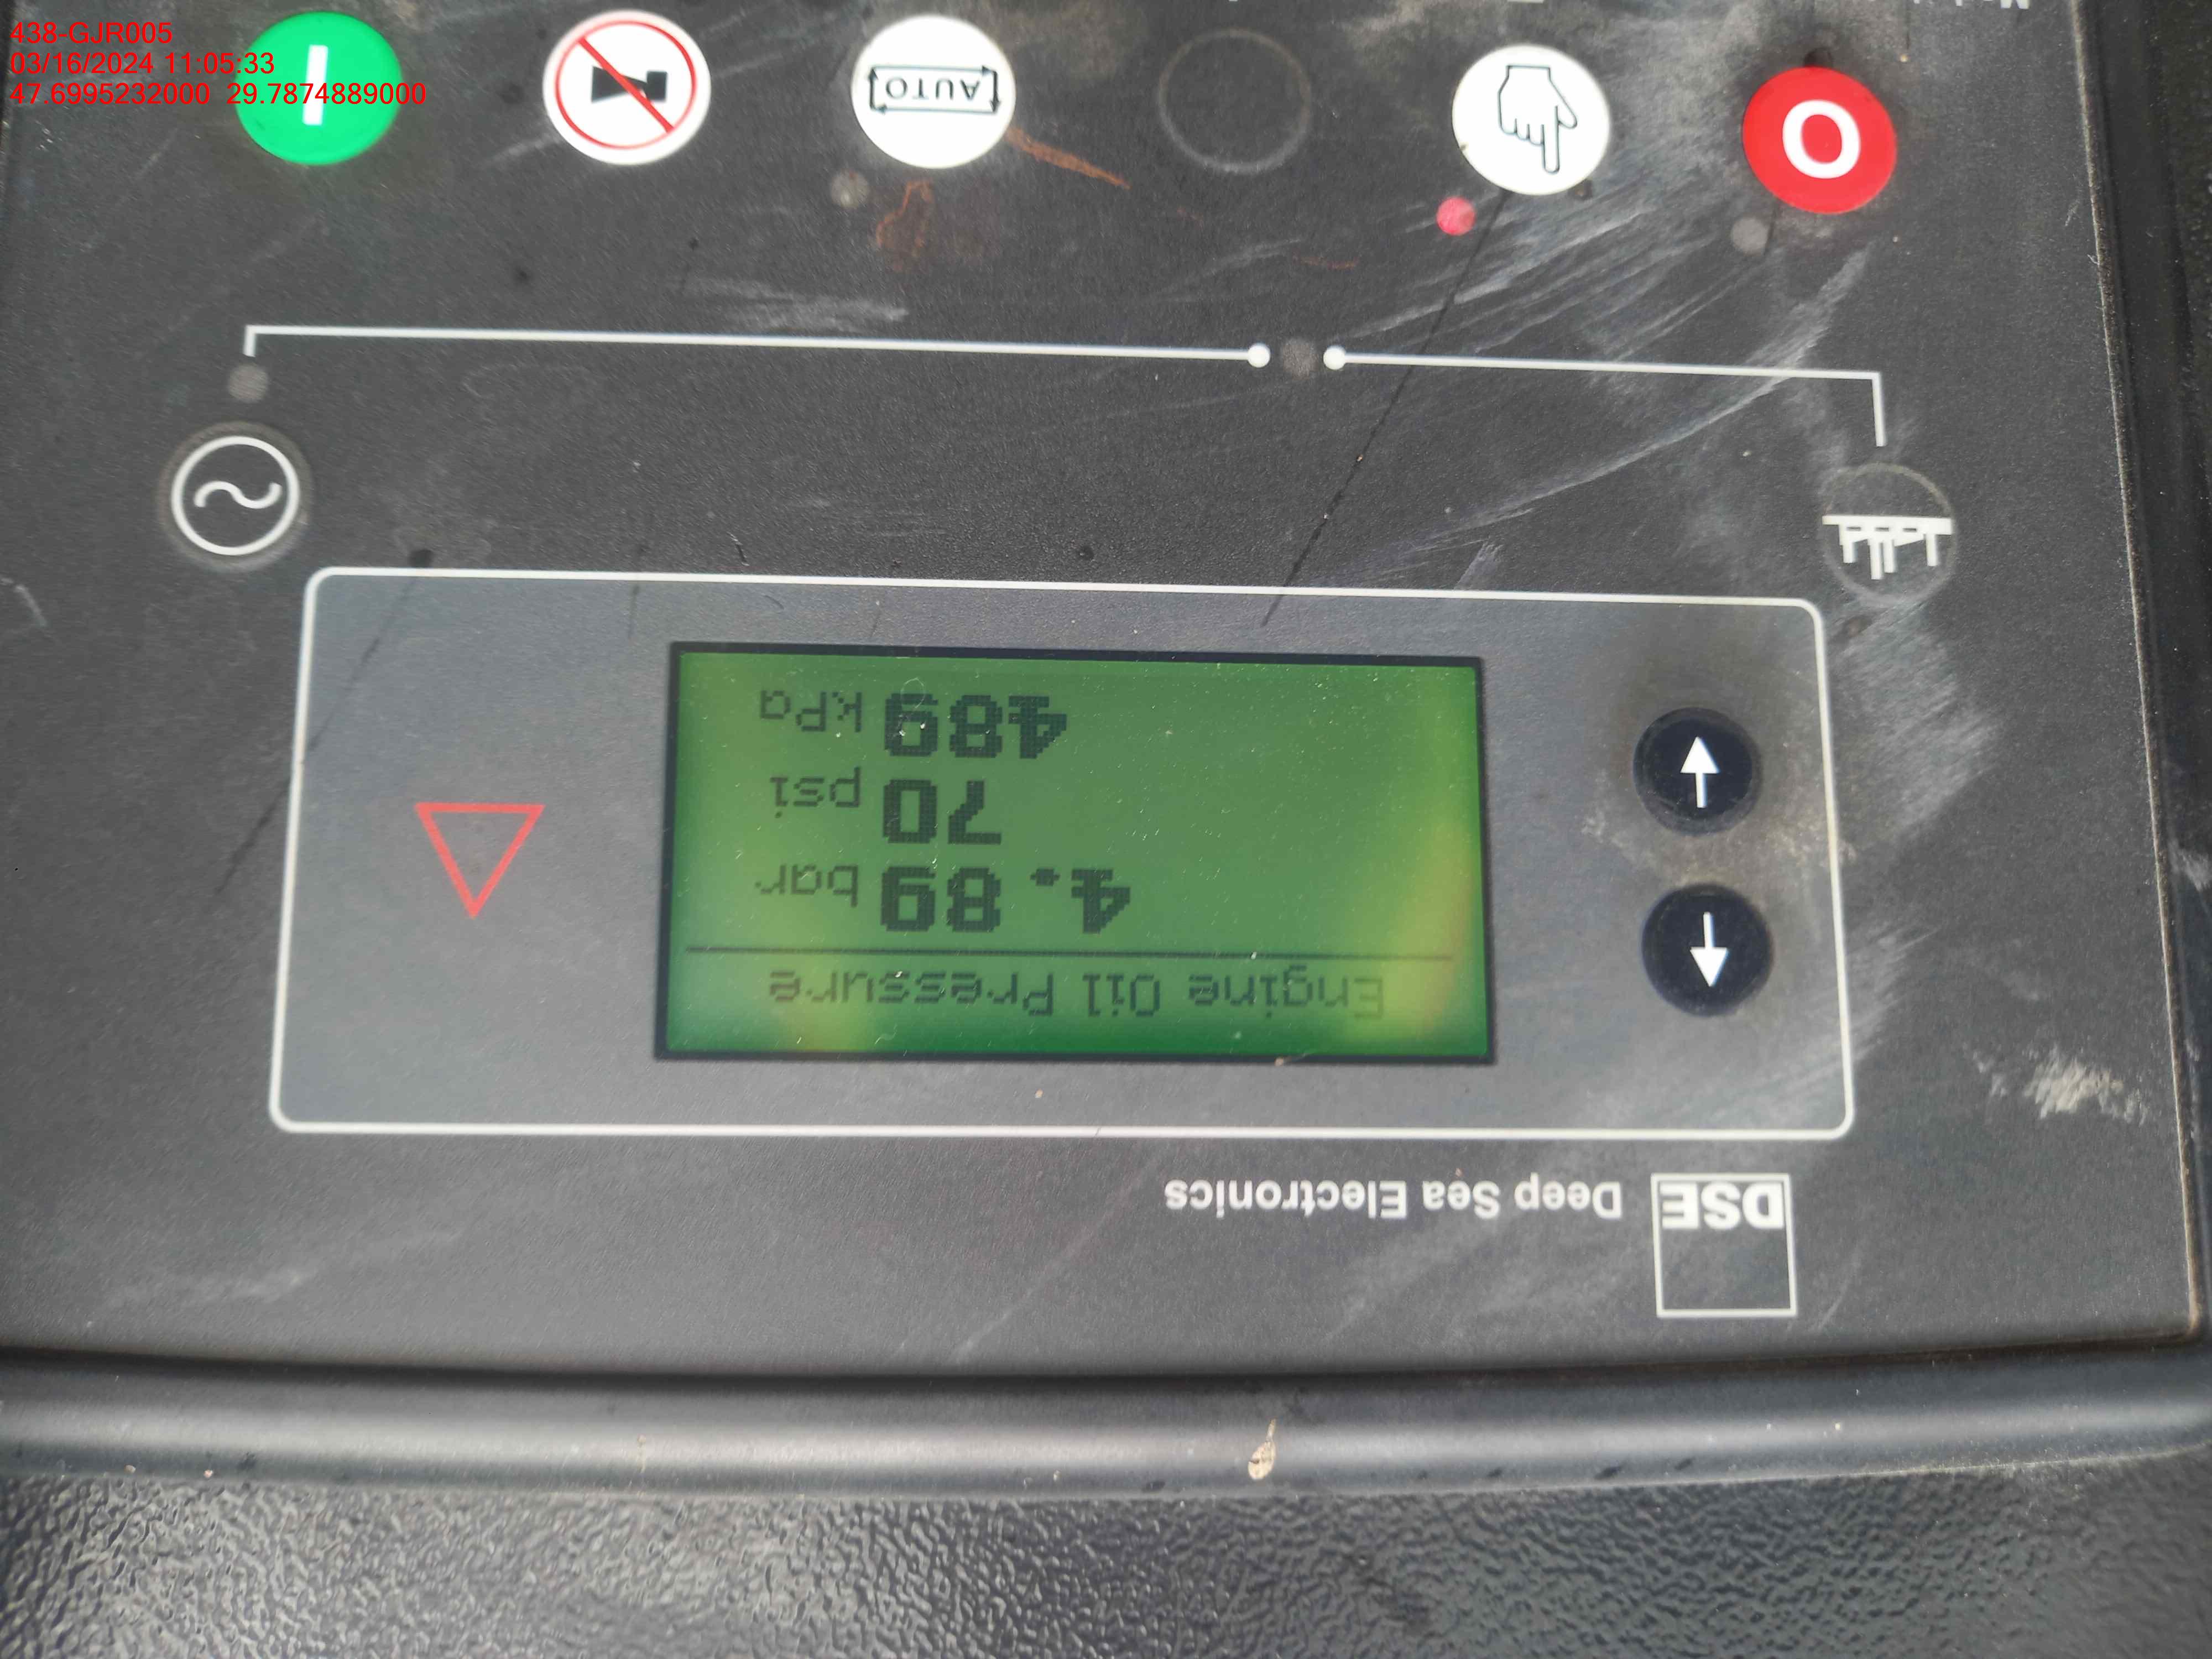 438-GJR005
03/16/2024 11:05:33
47.6995232000 29.7874889000
DSE Deep Sea Electronics
Engine Oil Pressure
4.89 bar
70 psi
489 kPa
AUTO